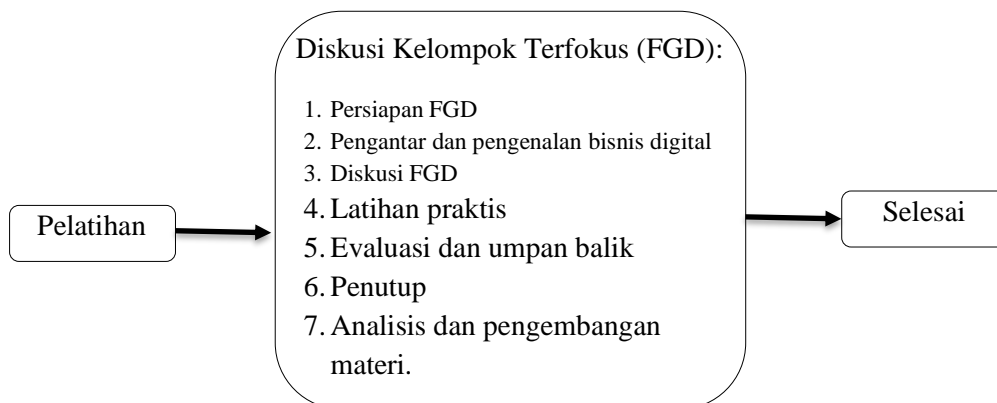 Pelatihan
Diskusi Kelompok Terfokus (FGD):
1. Persiapan FGD
2. Pengantar dan pengenalan bisnis digital
3. Diskusi FGD
4. Latihan praktis
5. Evaluasi dan umpan balik
6. Penutup
7. Analisis dan pengembangan
materi.
Selesai